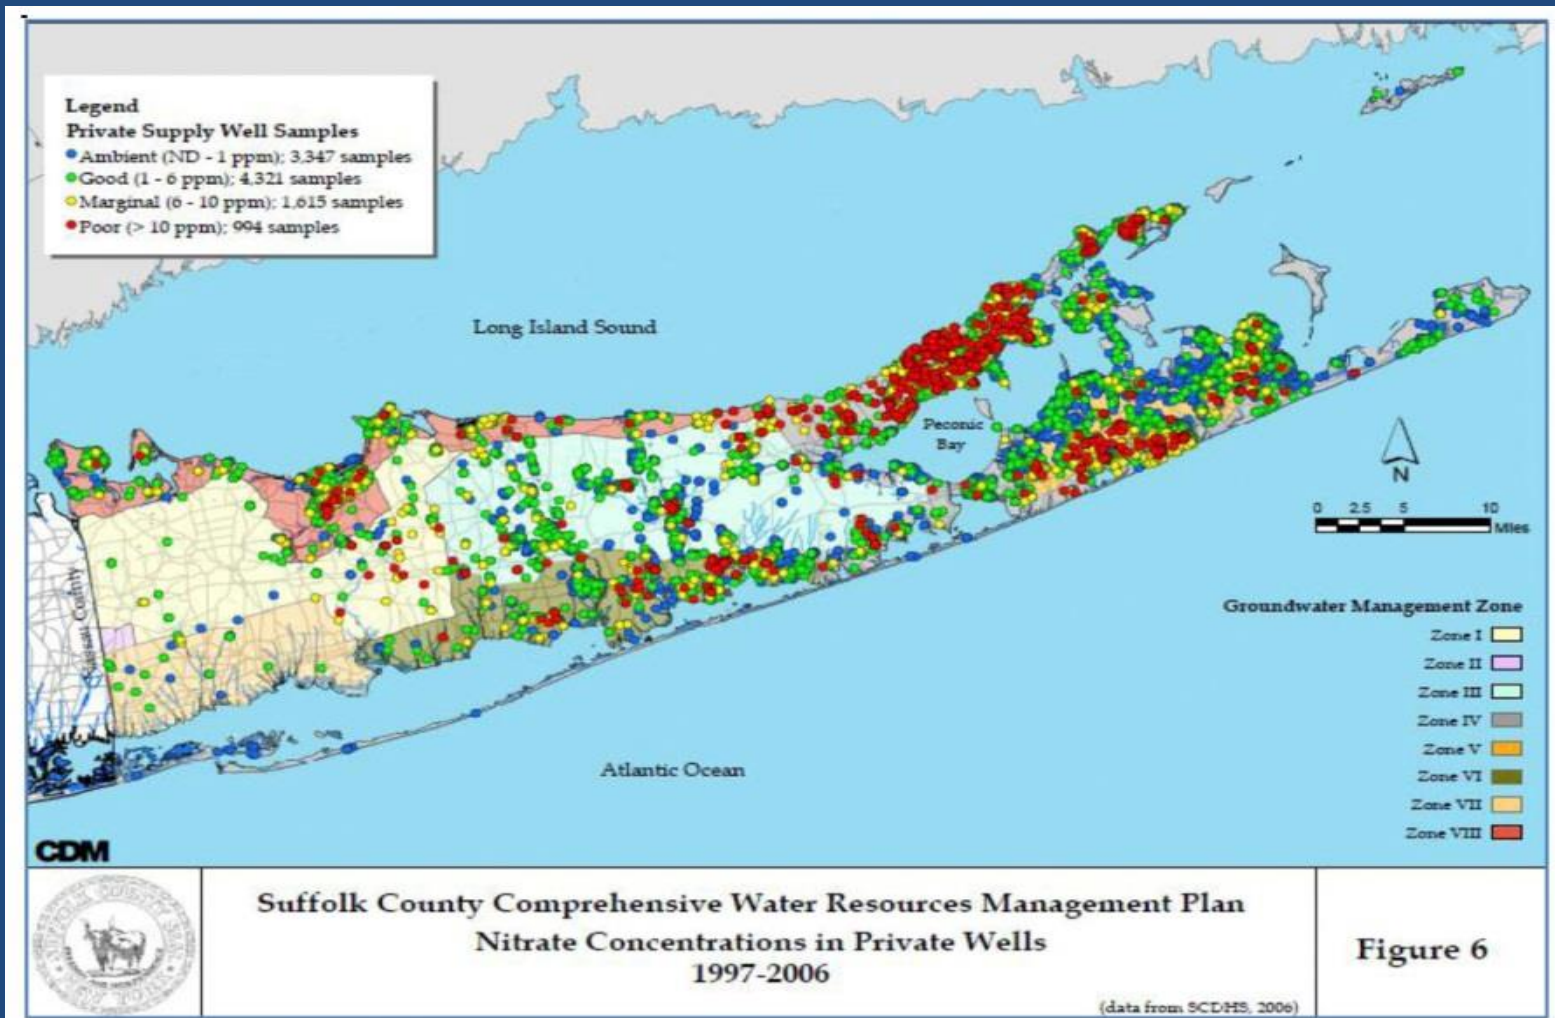 Legend
Private Supply Well Samples
Ambient (ND - 1 ppm); 3,347 samples
Good (1 - 6 ppm); 4,321 samples
Marginal (6 - 10 ppm); 1,615 samples
Poor (> 10 ppm); 994 samples
Long Island Sound
Peconic
Bay
N
0 2.5 5 10
Miles
Nassau County
Groundwater Management Zone
Zone I
Zone II
Zone III
Zone IV
Zone V
Zone VI
Zone VII
Zone VIII
Atlantic Ocean
CDM
Suffolk County Comprehensive Water Resources Management Plan
Nitrate Concentrations in Private Wells
1997-2006
(data from SCDHS, 2006)
Figure 6